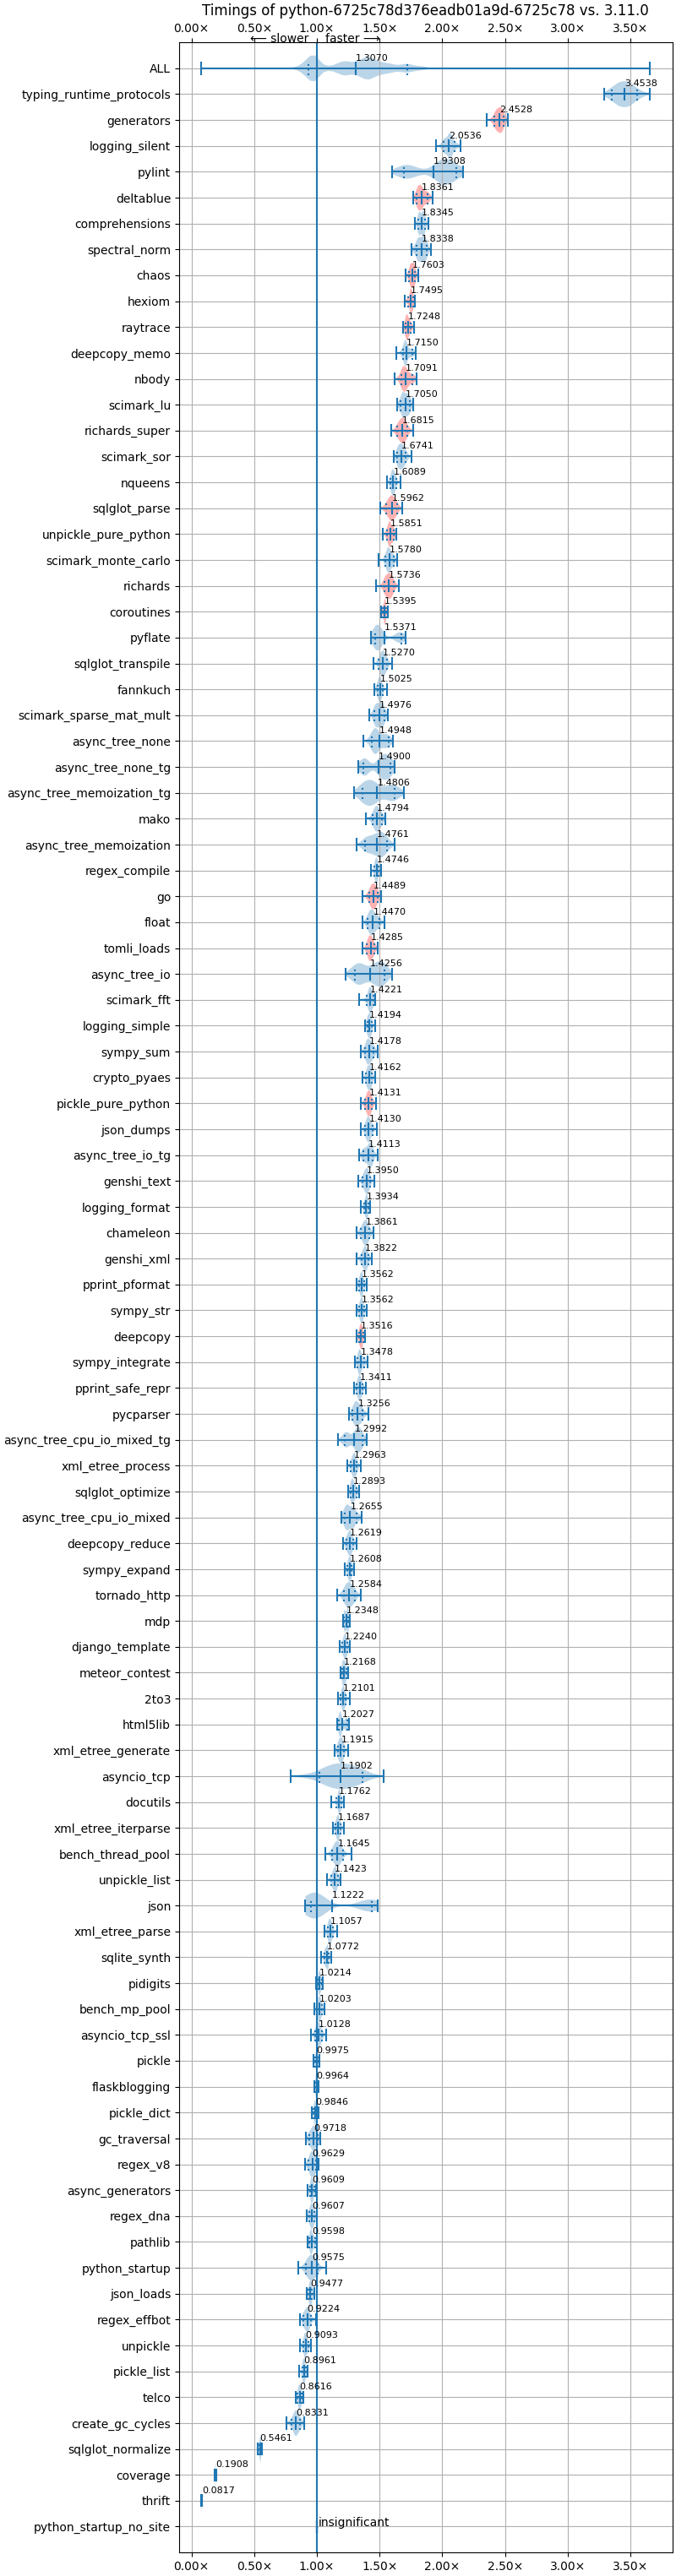 Timings of python-6725c78d376eadb01a9d-6725c78 vs. 3.11.0
← slower faster →
ALL 1.3070
typing_runtime_protocols 3.4538
generators 2.4528
logging_silent 2.0536
pylint 1.9308
deltablue 1.8361
comprehensions 1.8345
spectral_norm 1.8338
chaos 1.7603
hexiom 1.7495
raytrace 1.7248
deepcopy_memo 1.7150
nbody 1.7091
scimark_lu 1.7050
richards_super 1.6815
scimark_sor 1.6741
nqueens 1.6089
sqlglot_parse 1.5962
unpickle_pure_python 1.5851
scimark_monte_carlo 1.5780
richards 1.5736
coroutines 1.5395
pyflate 1.5371
sqlglot_transpile 1.5270
fannkuch 1.5025
scimark_sparse_mat_mult 1.4976
async_tree_none 1.4948
async_tree_none_tg 1.4900
async_tree_memoization_tg 1.4806
mako 1.4794
async_tree_memoization 1.4761
regex_compile 1.4746
go 1.4489
float 1.4470
tomli_loads 1.4285
async_tree_io 1.4256
scimark_fft 1.4221
logging_simple 1.4194
sympy_sum 1.4178
crypto_pyaes 1.4162
pickle_pure_python 1.4131
json_dumps 1.4130
async_tree_io_tg 1.4113
genshi_text 1.3950
logging_format 1.3934
chameleon 1.3861
genshi_xml 1.3822
pprint_pformat 1.3562
sympy_str 1.3562
deepcopy 1.3516
sympy_integrate 1.3478
pprint_safe_repr 1.3411
pycparser 1.3256
async_tree_cpu_io_mixed_tg 1.2992
xml_etree_process 1.2963
sqlglot_optimize 1.2893
async_tree_cpu_io_mixed 1.2655
deepcopy_reduce 1.2619
sympy_expand 1.2608
tornado_http 1.2584
mdp 1.2348
django_template 1.2240
meteor_contest 1.2168
2to3 1.2101
html5lib 1.2027
xml_etree_generate 1.1915
asyncio_tcp 1.1902
docutils 1.1762
xml_etree_iterparse 1.1687
bench_thread_pool 1.1645
unpickle_list 1.1423
json 1.1222
xml_etree_parse 1.1057
sqlite_synth 1.0772
pidigits 1.0214
bench_mp_pool 1.0203
asyncio_tcp_ssl 1.0128
pickle 0.9975
flaskblogging 0.9964
pickle_dict 0.9846
gc_traversal 0.9718
regex_v8 0.9629
async_generators 0.9609
regex_dna 0.9607
pathlib 0.9598
python_startup 0.9575
json_loads 0.9477
regex_effbot 0.9224
unpickle 0.9093
pickle_list 0.8961
telco 0.8616
create_gc_cycles 0.8331
sqlglot_normalize 0.5461
coverage 0.1908
thrift 0.0817
python_startup_no_site insignificant
0.00× 0.50× 1.00× 1.50× 2.00× 2.50× 3.00× 3.50×
0.00× 0.50× 1.00× 1.50× 2.00× 2.50× 3.00× 3.50×